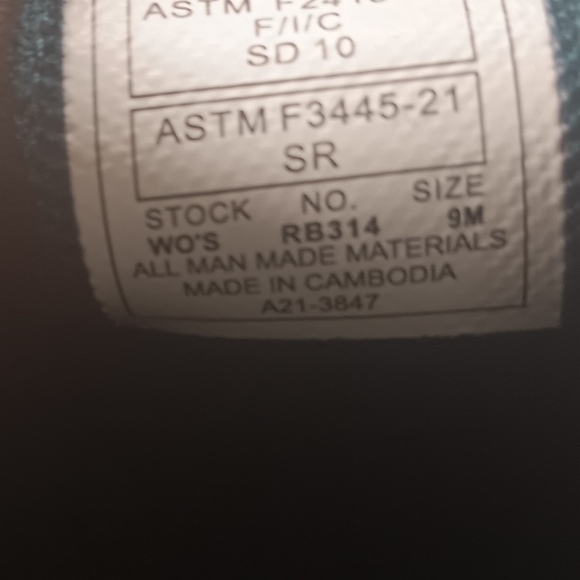 ASTM
F/I/C
SD 10
ASTM F3445-21
SR
STOCK NO. SIZE
WO'S RB314 9M
ALL MAN MADE MATERIALS
MADE IN CAMBODIA
A21-3847